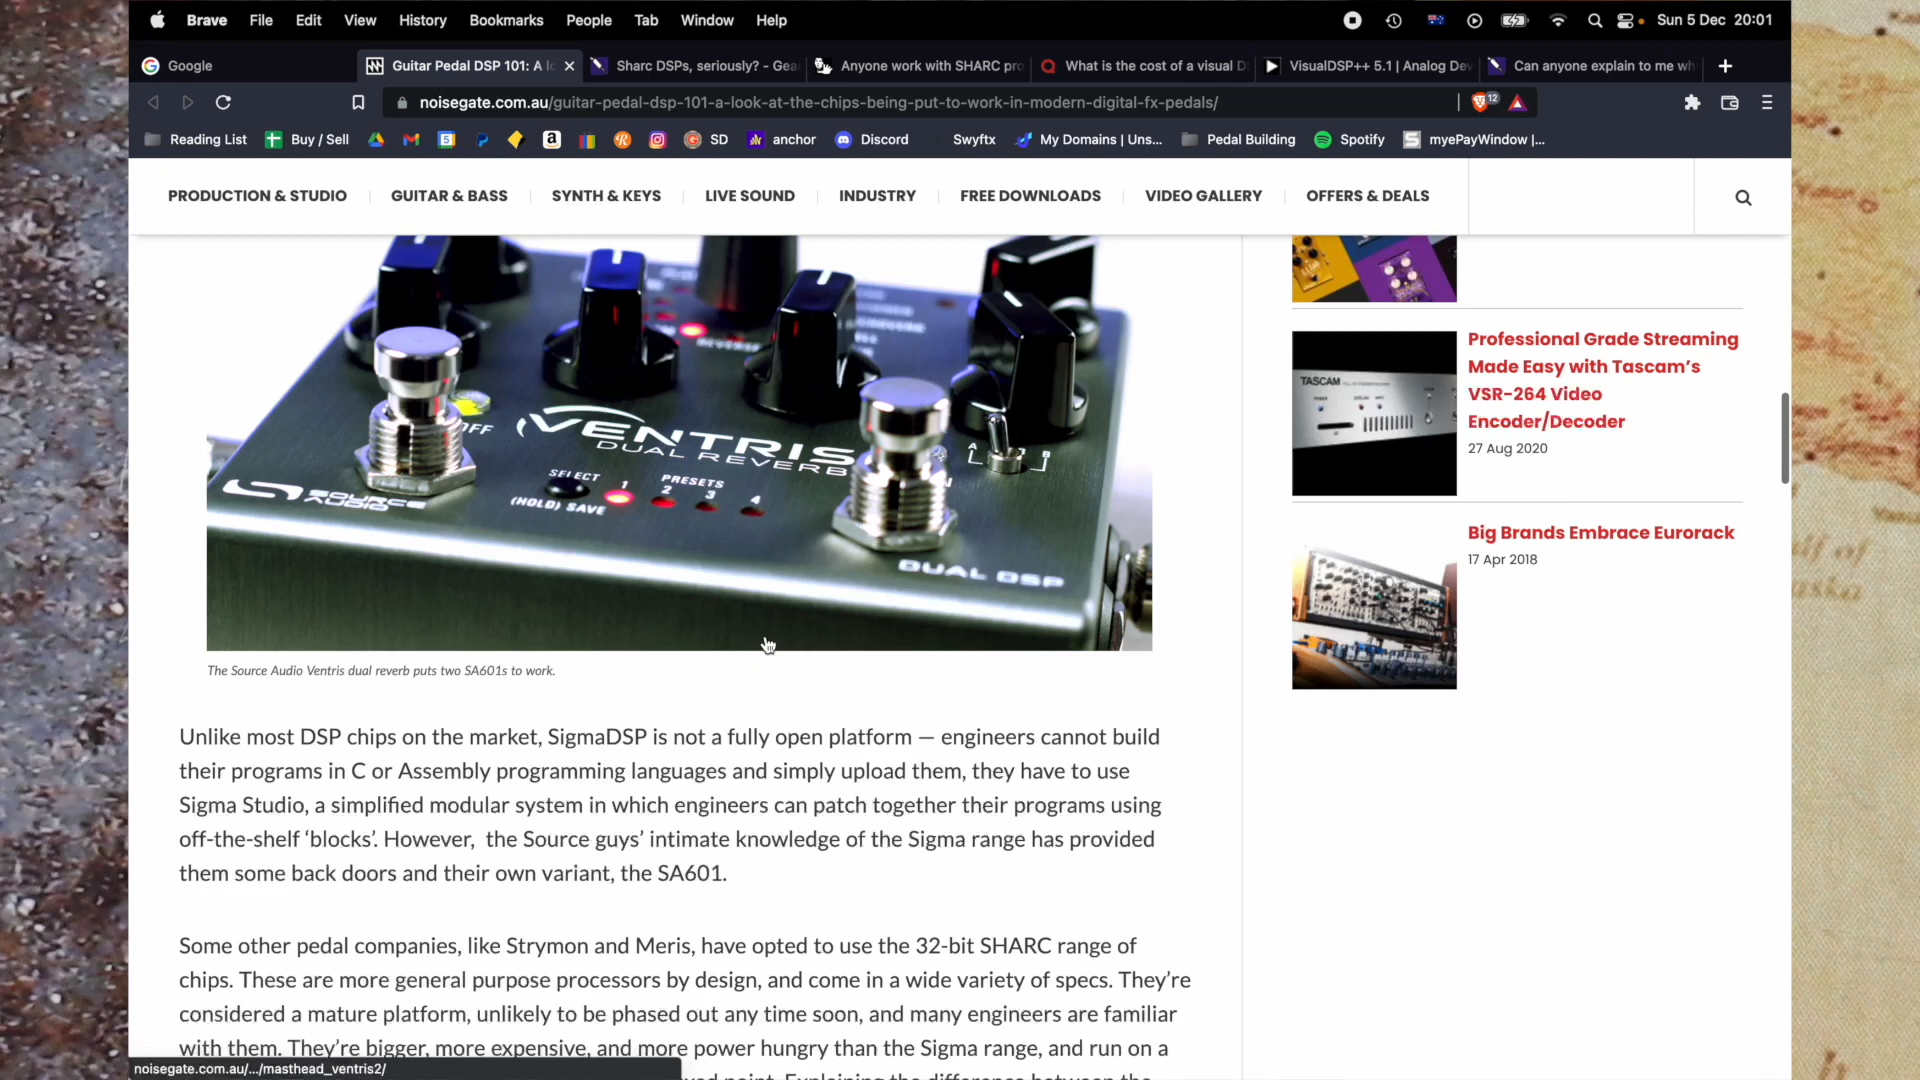 Brave File Edit View History Bookmarks People Tab Window Help Sun 5 Dec 20:01
Google Guitar Pedal DSP 101: A lo Sharc DSPs, seriously? - Gea Anyone work with SHARC pro What is the cost of a visual D VisualDSP++ 5.1 | Analog Dev Can anyone explain to me wh
noisegate.com.au/guitar-pedal-dsp-101-a-look-at-the-chips-being-put-to-work-in-modern-digital-fx-pedals/ 12
Reading List Buy / Sell SD anchor Discord Swyftx My Domains | Uns... Pedal Building Spotify myePayWindow |...
PRODUCTION & STUDIO GUITAR & BASS SYNTH & KEYS LIVE SOUND INDUSTRY FREE DOWNLOADS VIDEO GALLERY OFFERS & DEALS
REVERSE
OFF
VENTRIS
DUAL REVERB
A B
SELECT
(HOLD) SAVE
PRESETS
1 2 3 4
SOURCE
AUDIO
DUAL DSP
The Source Audio Ventris dual reverb puts two SA601s to work.
Unlike most DSP chips on the market, SigmaDSP is not a fully open platform — engineers cannot build
their programs in C or Assembly programming languages and simply upload them, they have to use
Sigma Studio, a simplified modular system in which engineers can patch together their programs using
off-the-shelf ‘blocks’. However, the Source guys’ intimate knowledge of the Sigma range has provided
them some back doors and their own variant, the SA601.
Some other pedal companies, like Strymon and Meris, have opted to use the 32-bit SHARC range of
chips. These are more general purpose processors by design, and come in a wide variety of specs. They’re
considered a mature platform, unlikely to be phased out any time soon, and many engineers are familiar
with them. They’re bigger, more expensive, and more power hungry than the Sigma range, and run on a
point. Explaining the difference between the
TASCAM
Professional Grade Streaming
Made Easy with Tascam’s
VSR-264 Video
Encoder/Decoder
27 Aug 2020
Big Brands Embrace Eurorack
17 Apr 2018
noisegate.com.au/.../masthead_ventris2/